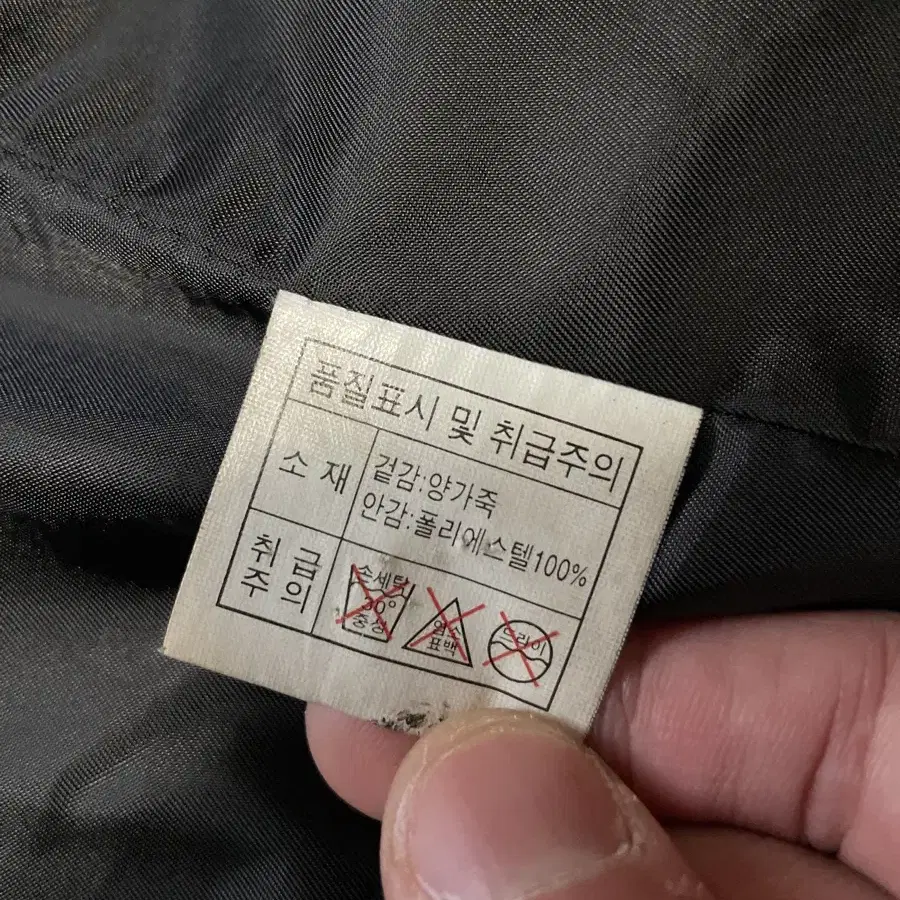 품질표시 및 취급주의
소 재
겉감:양가죽
안감:폴리에스텔100%
취 급
주 의
손세탁
30°
중성
염소
표백
드라이